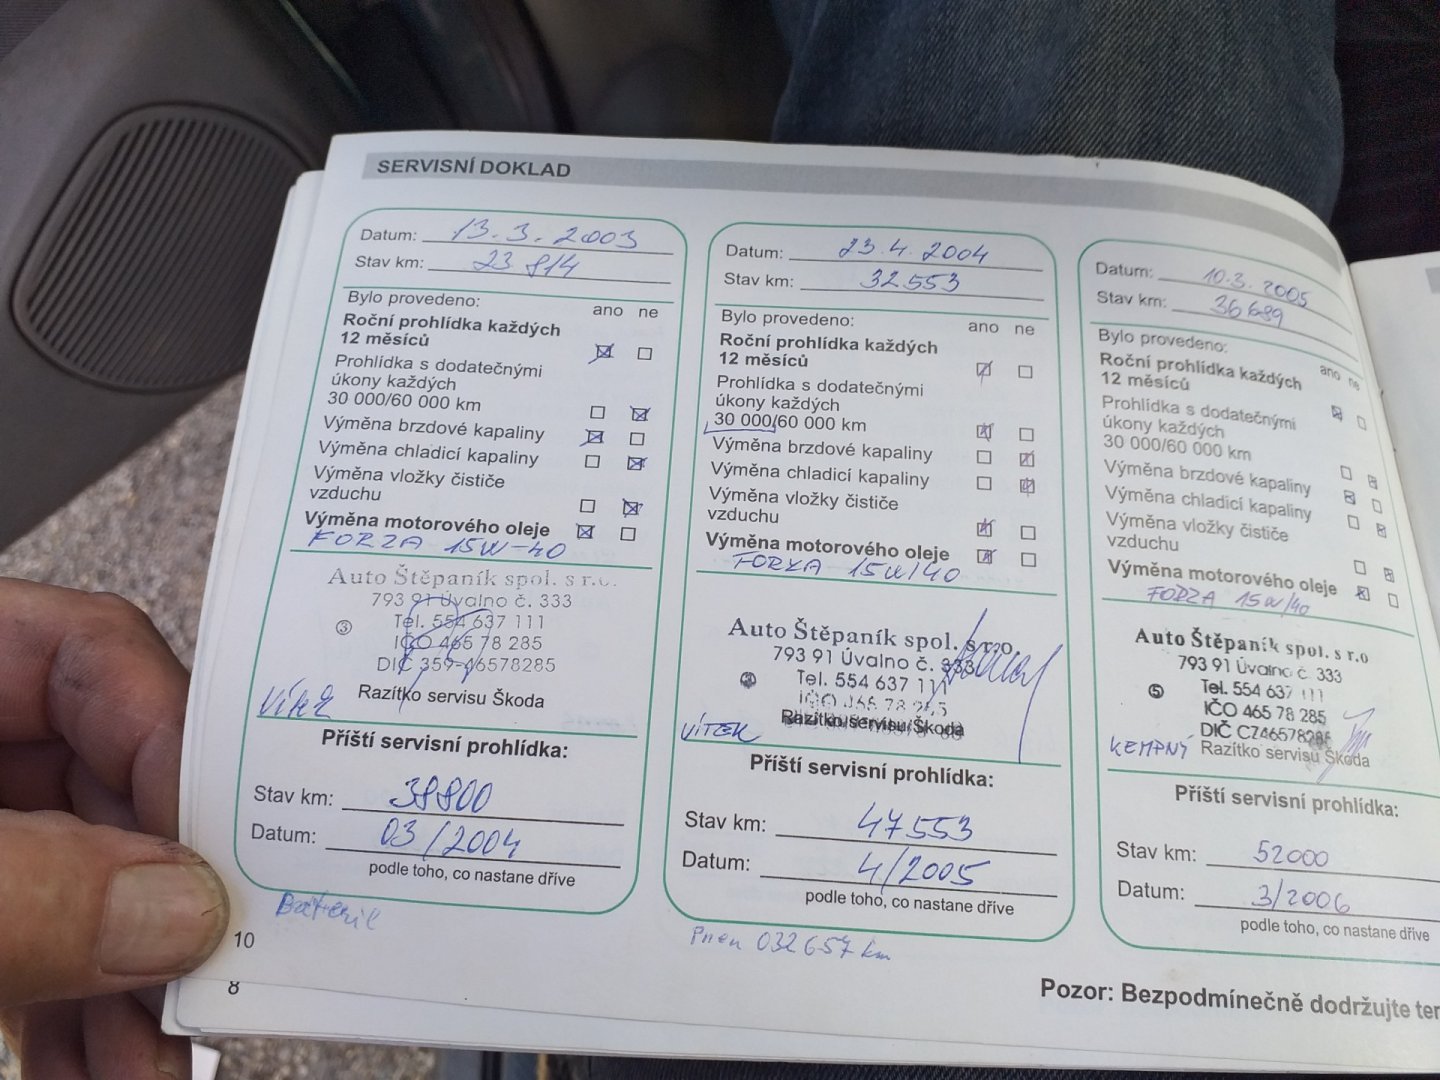 SERVISNÍ DOKLAD
Datum: 13.3.2003
Stav km: 23 814
Bylo provedeno: ano ne
Roční prohlídka každých
12 měsíců
Prohlídka s dodatečnými
úkony každých
30 000/60 000 km
Výměna brzdové kapaliny
Výměna chladicí kapaliny
Výměna vložky čističe
vzduchu
Výměna motorového oleje
FORZA 15W-40
Auto Štěpaník spol. s r.o.
793 91 Úvalno č. 333
Tel. 554 637 111
3
IČO 465 78 285
DIČ 359-46578285
Razítko servisu Škoda
VÍTEK
Příští servisní prohlídka:
Stav km: 38800
Datum: 03/2004
podle toho, co nastane dříve
10
8
Datum: 23.4.2004
Stav km: 32553
Bylo provedeno: ano ne
Roční prohlídka každých
12 měsíců
Prohlídka s dodatečnými
úkony každých
30 000/60 000 km
Výměna brzdové kapaliny
Výměna chladicí kapaliny
Výměna vložky čističe
vzduchu
Výměna motorového oleje
FORZA 15W/40
Auto Štěpaník spol. s r.o.
793 91 Úvalno č. 333
Tel. 554 637 111
IČO 465 78 285
Razítko servisu Škoda
VÍTEK
Příští servisní prohlídka:
Stav km: 47553
Datum: 4/2005
podle toho, co nastane dříve
032657 km
Datum: 10.3.2005
Stav km: 36689
Bylo provedeno: ano ne
Roční prohlídka každých
12 měsíců
Prohlídka s dodatečnými
úkony každých
30 000/60 000 km
Výměna brzdové kapaliny
Výměna chladicí kapaliny
Výměna vložky čističe
vzduchu
Výměna motorového oleje
FORZA 15W/40
Auto Štěpaník spol. s r.o
793 91 Úvalno č. 333
Tel. 554 637 111
5
IČO 465 78 285
DIČ CZ46578285
KEMPNÝ Razítko servisu Škoda
Příští servisní prohlídka:
Stav km: 52000
Datum: 3/2006
podle toho, co nastane dříve
Pozor: Bezpodmínečně dodržujte